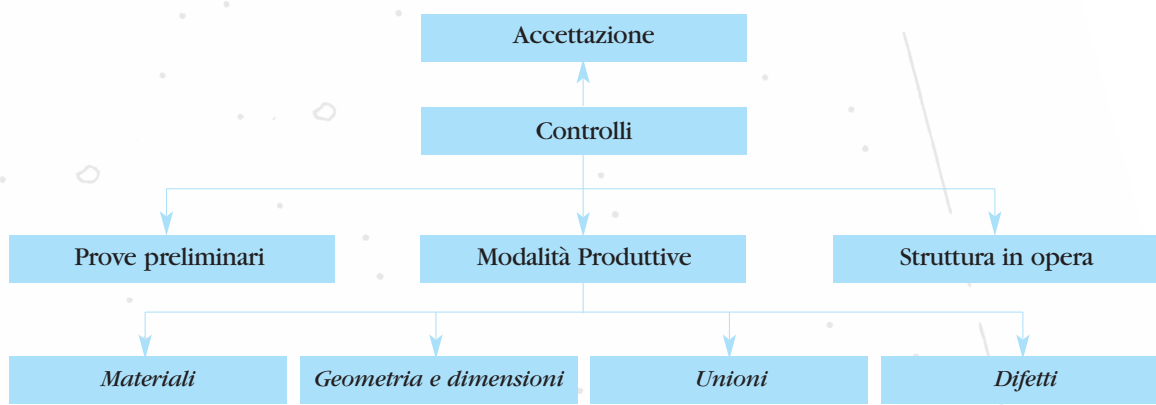 Accettazione
Controlli
Prove preliminari
Modalità Produttive
Struttura in opera
Materiali
Geometria e dimensioni
Unioni
Difetti